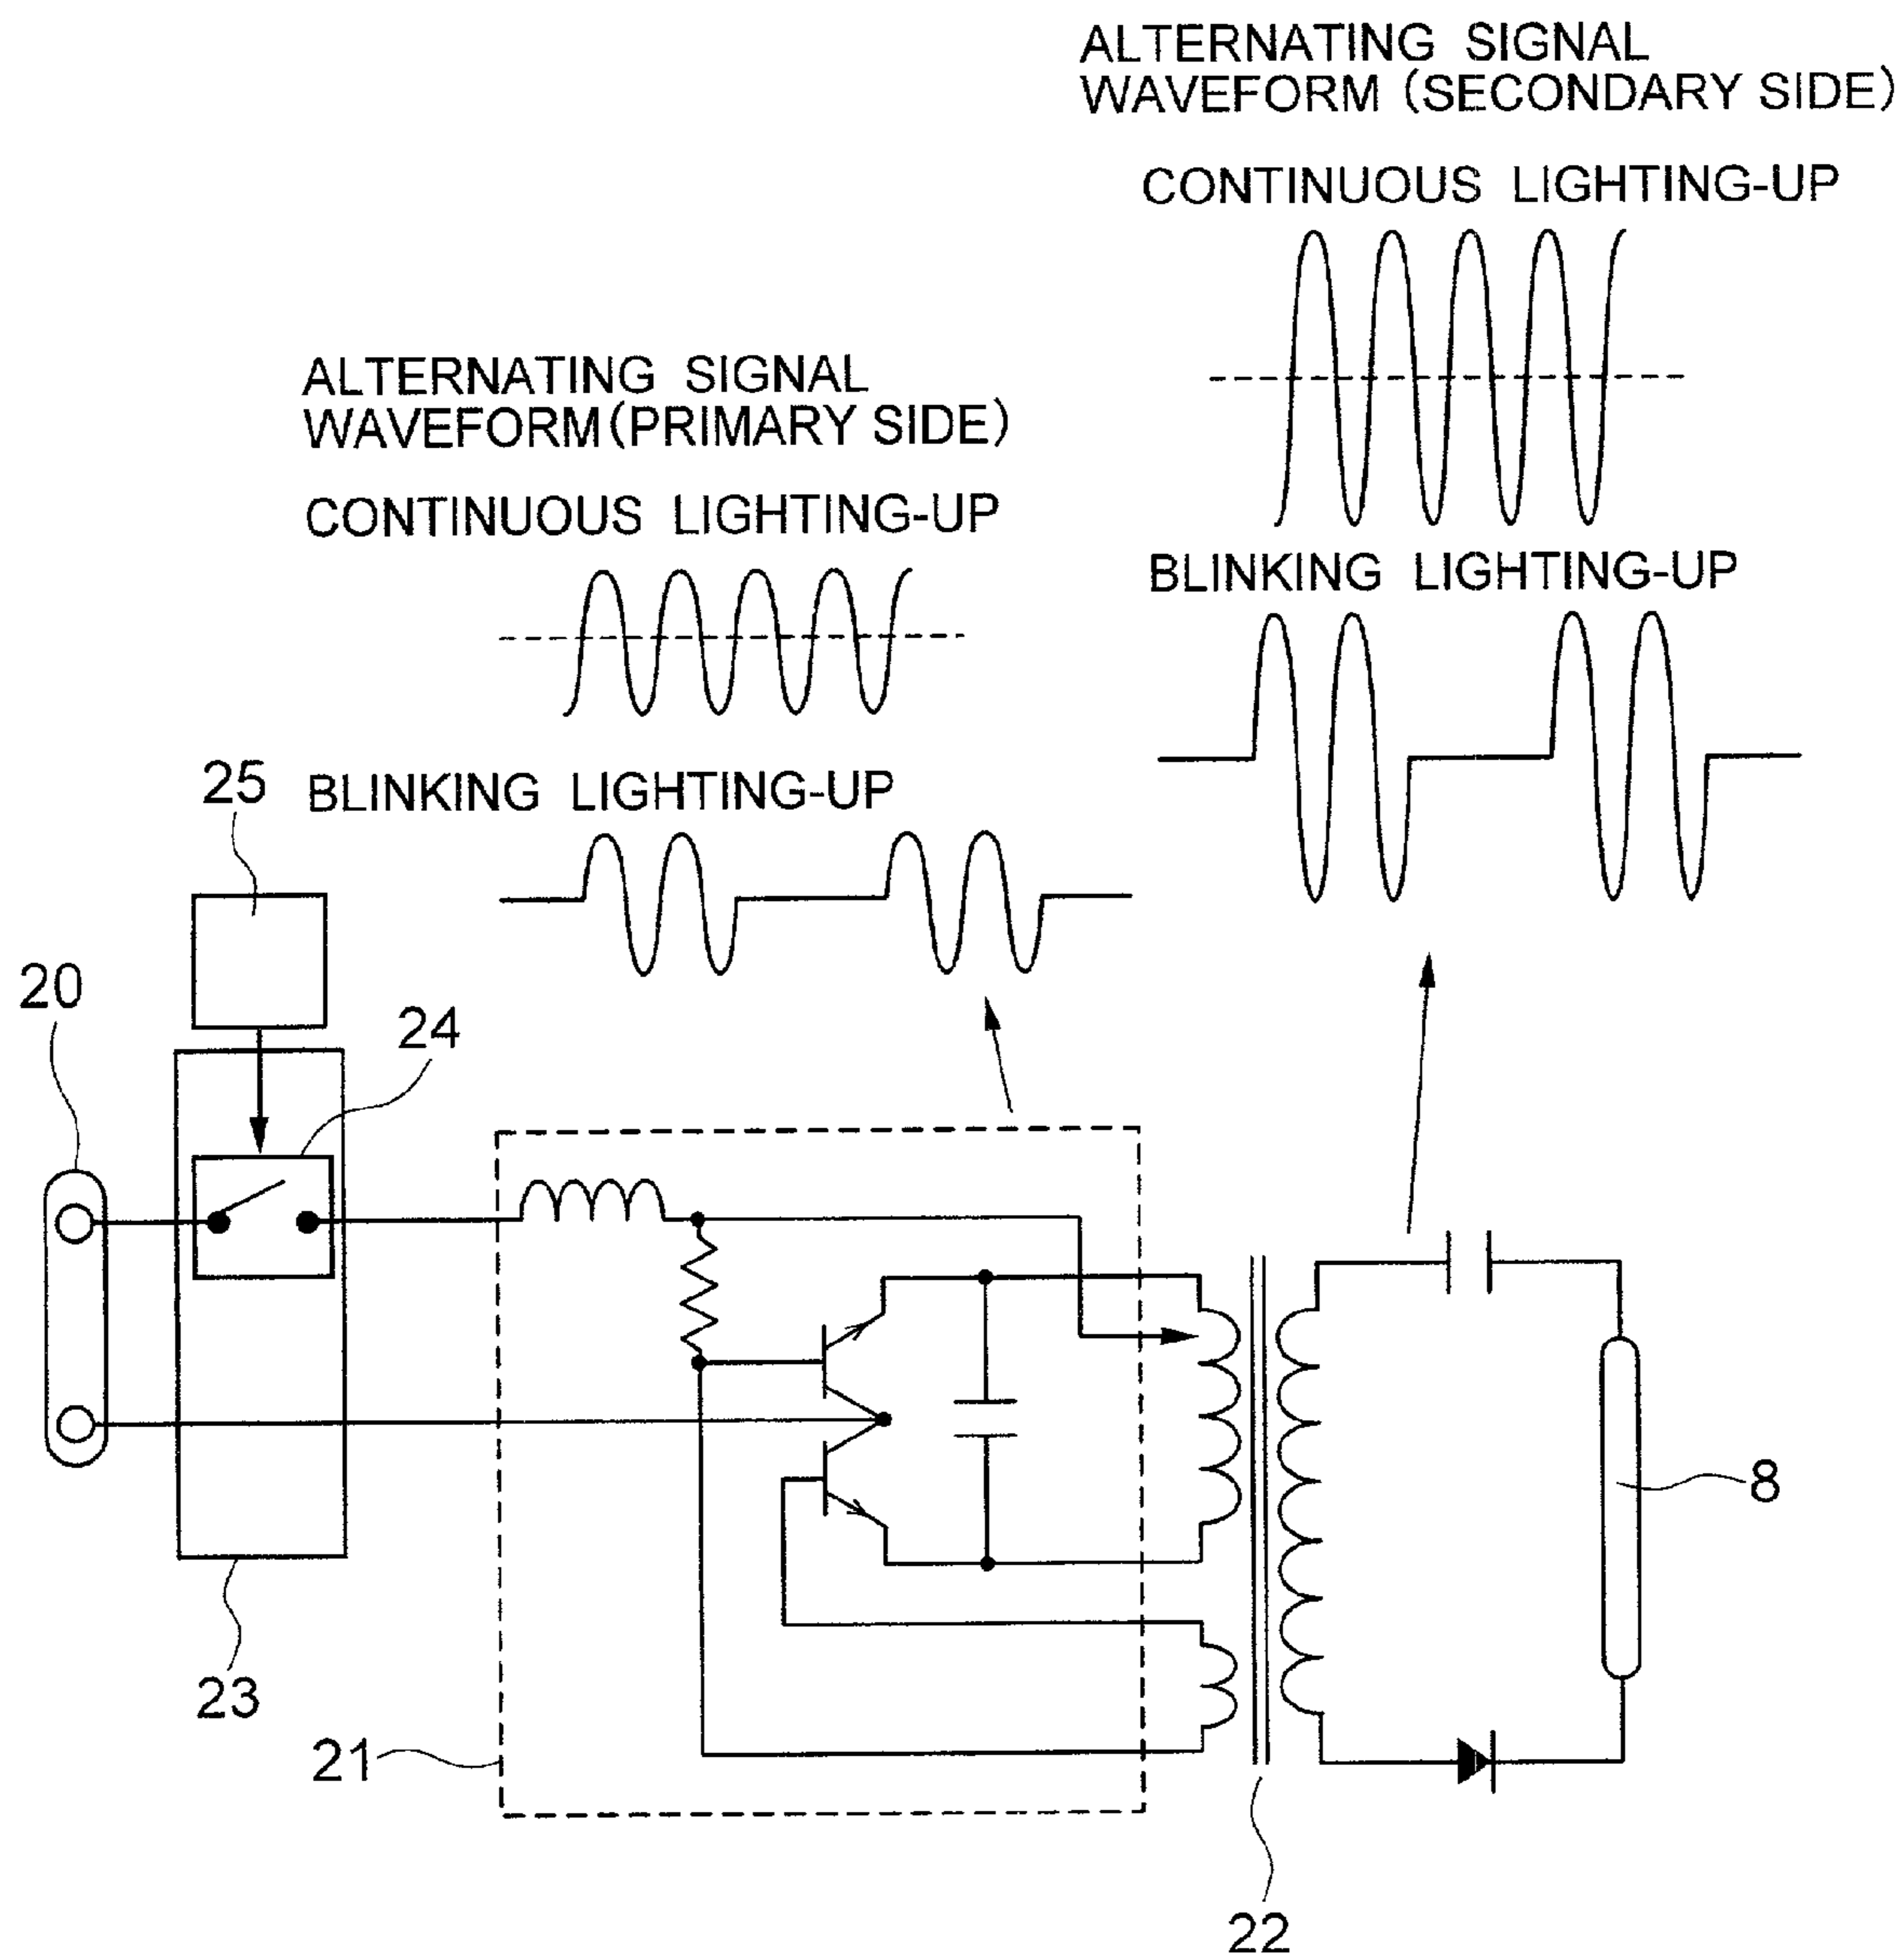 ALTERNATING SIGNAL
WAVEFORM (SECONDARY SIDE)
CONTINUOUS LIGHTING-UP
ALTERNATING SIGNAL
WAVEFORM(PRIMARY SIDE)
CONTINUOUS LIGHTING-UP
BLINKING LIGHTING-UP
25
BLINKING LIGHTING-UP
20
24
8
23
21
22